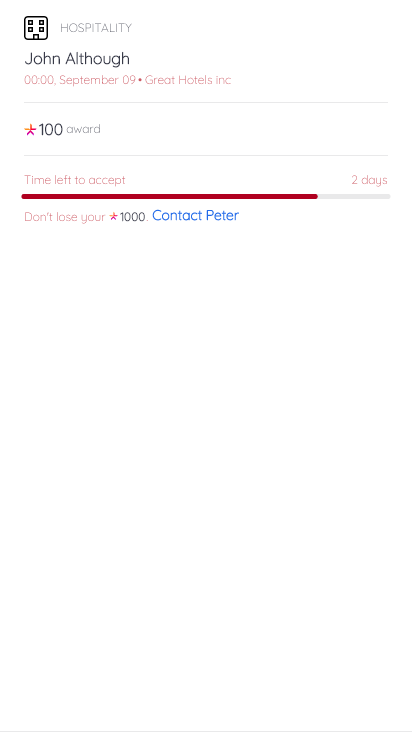 HOSPITALITY
John Although
00:00, September 09 • Great Hotels inc
100 award
Time left to accept 2 days
Don't lose your 1000. Contact Peter